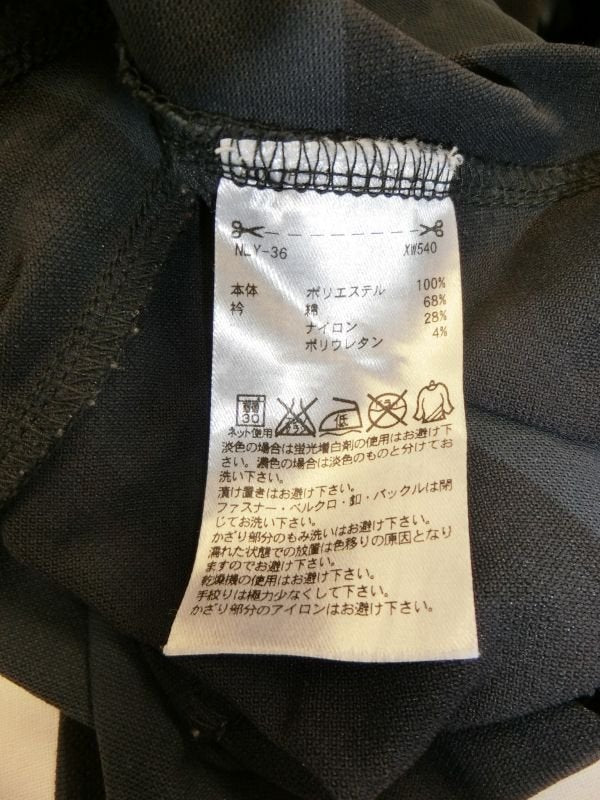 NLY-36 XW540
本体 ポリエステル 100%
衿 綿 68%
ナイロン 28%
ポリウレタン 4%
30 低
ネット使用
淡色の場合は蛍光増白剤の使用はお避け下
さい。濃色の場合は淡色のものと分けてお
洗い下さい。
漬け置きはお避け下さい。
ファスナー・ベルクロ・釦・バックルは閉
じてお洗い下さい。
かざり部分のもみ洗いはお避け下さい。
濡れた状態での放置は色移りの原因となり
ますのでお避け下さい。
乾燥機の使用はお避け下さい。
手絞りは極力少なくして下さい。
かざり部分のアイロンはお避け下さい。